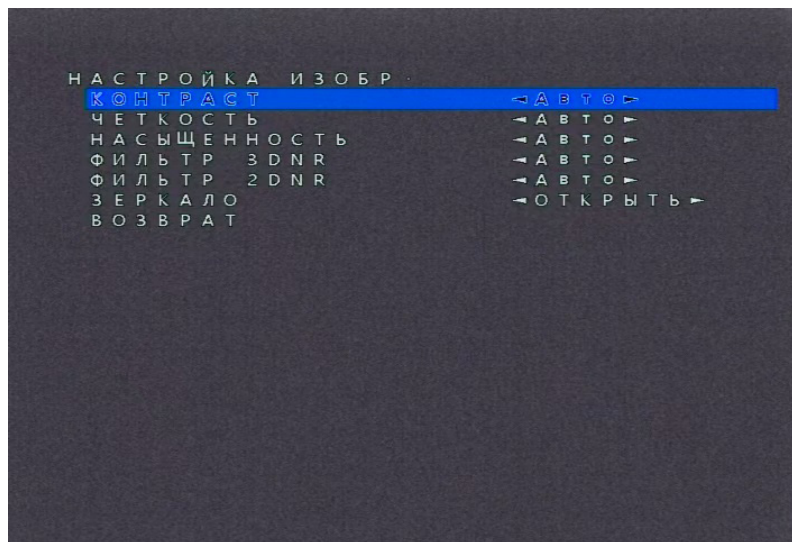 НАСТРОЙКА ИЗОБР.
КОНТРАСТ ◄Авто►
ЧЕТКОСТЬ ◄Авто►
НАСЫЩЕННОСТЬ ◄Авто►
ФИЛЬТР 3DNR ◄Авто►
ФИЛЬТР 2DNR ◄Авто►
ЗЕРКАЛО ◄ОТКРЫТЬ►
ВОЗВРАТ